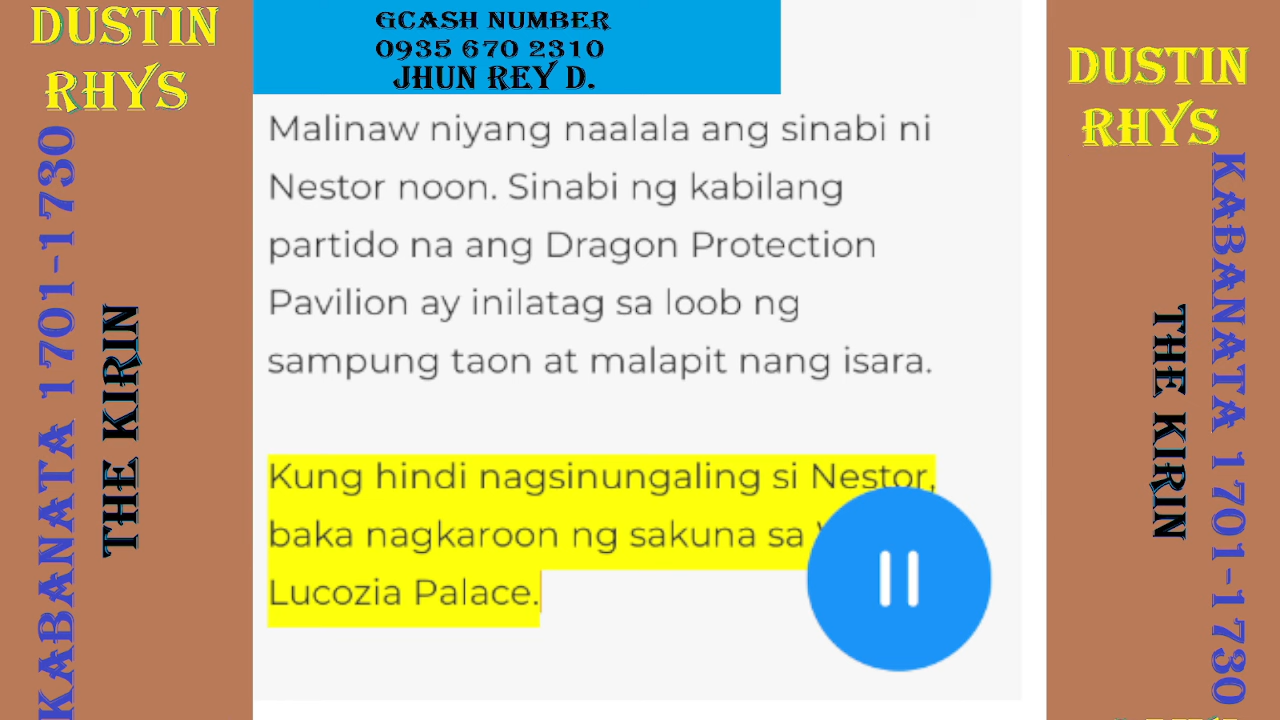 DUSTIN
RHYS
KABANATA 1701-1730
THE KIRIN
GCASH NUMBER
0935 670 2310
JHUN REY D.
Malinaw niyang naalala ang sinabi ni
Nestor noon. Sinabi ng kabilang
partido na ang Dragon Protection
Pavilion ay inilatag sa loob ng
sampung taon at malapit nang isara.
Kung hindi nagsinungaling si Nestor,
baka nagkaroon ng sakuna sa
Lucozia Palace.
DUSTIN
RHYS
KABANATA 1701-1730
THE KIRIN